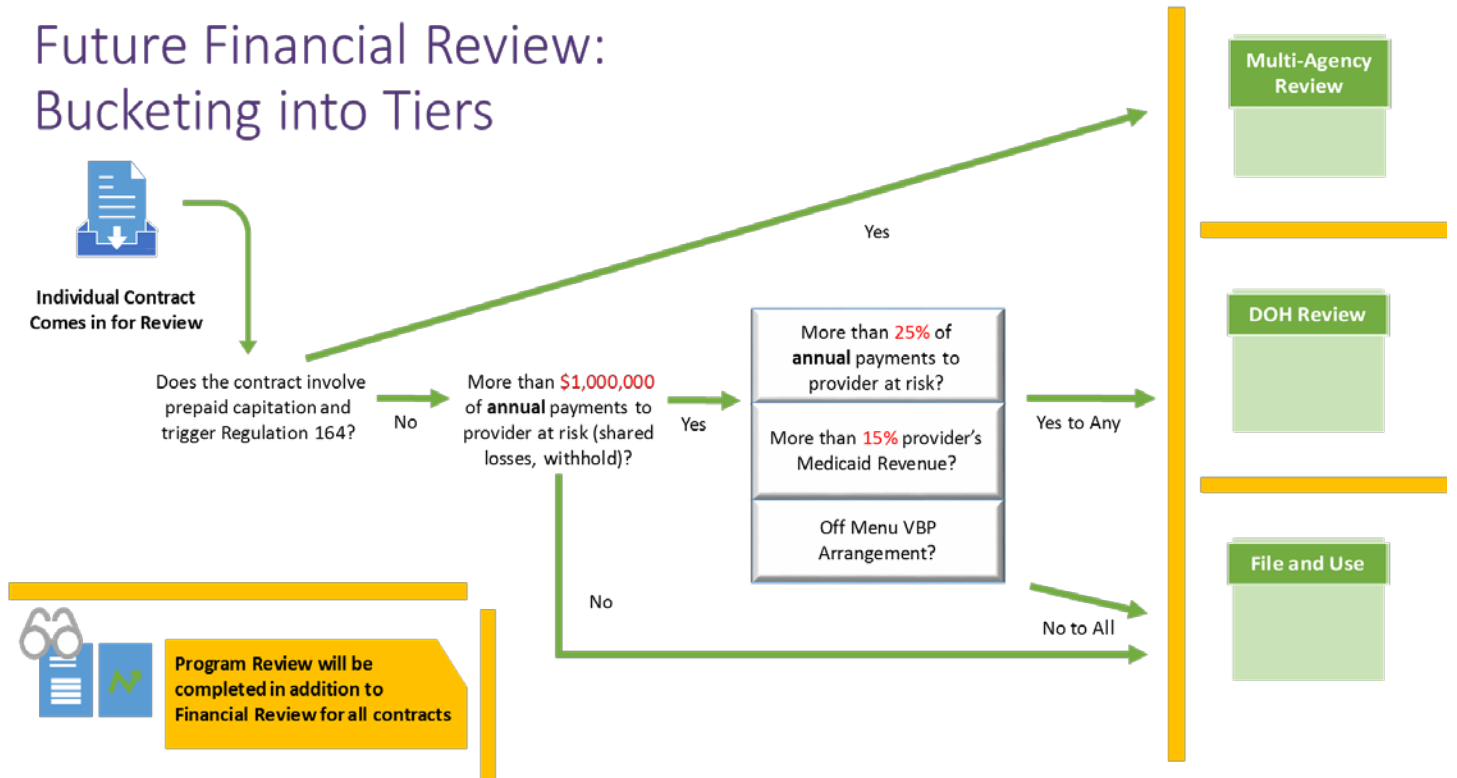 Future Financial Review:
Bucketing into Tiers
Individual Contract
Comes in for Review
Does the contract involve
prepaid capitation and
trigger Regulation 164?
Yes
No
More than $1,000,000
of annual payments to
provider at risk (shared
losses, withhold)?
Yes
No
More than 25% of
annual payments to
provider at risk?
More than 15% provider's
Medicaid Revenue?
Off Menu VBP
Arrangement?
Yes to Any
No to All
Multi-Agency
Review
DOH Review
File and Use
Program Review will be
completed in addition to
Financial Review for all contracts